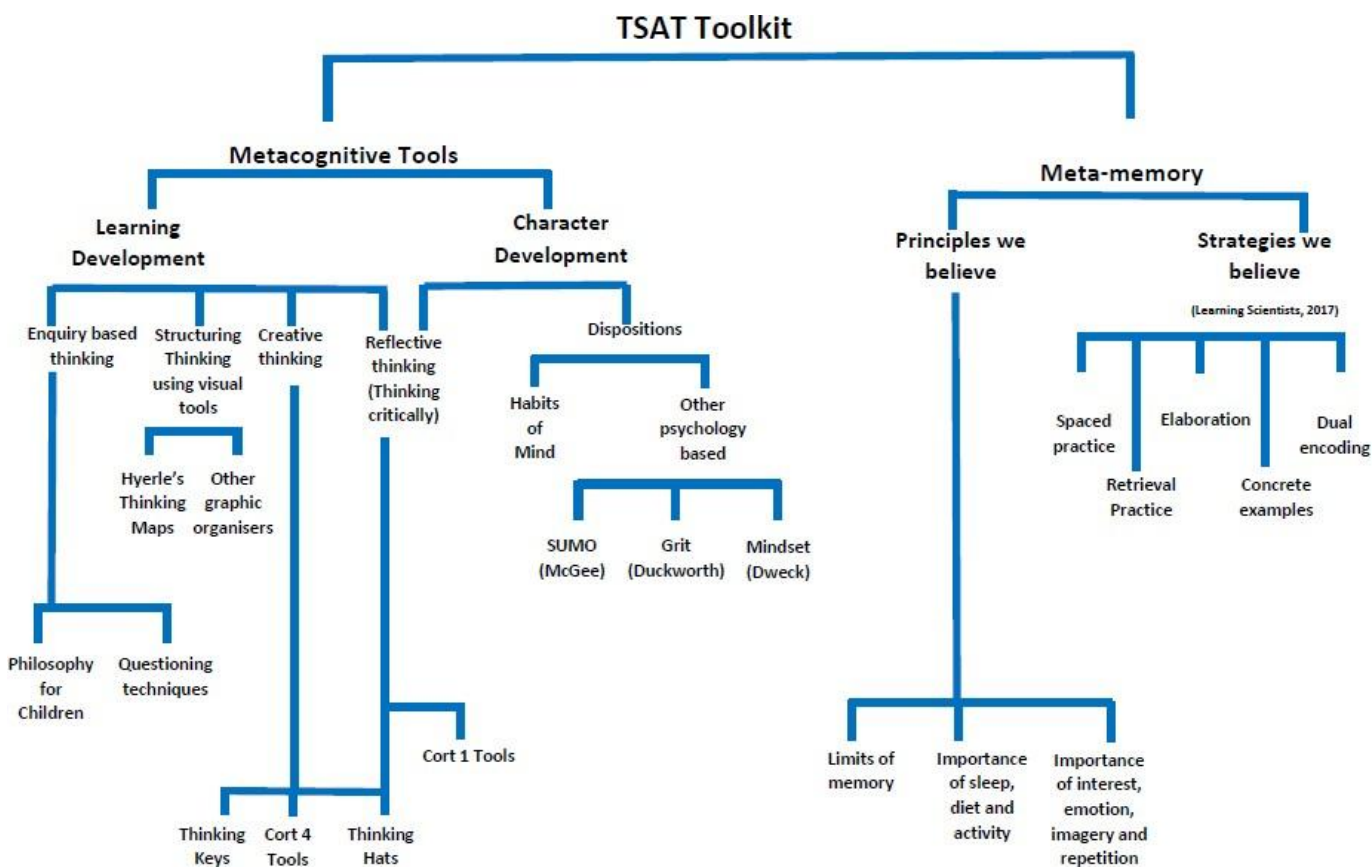 TSAT Toolkit
Metacognitive Tools
Meta-memory
Learning
Development
Character
Development
Principles we
believe
Strategies we
believe
(Learning Scientists, 2017)
Enquiry based
thinking
Structuring
Thinking
using visual
tools
Creative
thinking
Reflective
thinking
(Thinking
critically)
Dispositions
Habits
of
Mind
Other
psychology
based
Spaced
practice
Retrieval
Practice
Elaboration
Concrete
examples
Dual
encoding
Hyerle's
Thinking
Maps
Other
graphic
organisers
SUMO
(McGee)
Grit
(Duckworth)
Mindset
(Dweck)
Philosophy
for
Children
Questioning
techniques
Cort 1 Tools
Thinking
Keys
Cort 4
Tools
Thinking
Hats
Limits of
memory
Importance
of sleep,
diet and
activity
Importance
of interest,
emotion,
imagery and
repetition